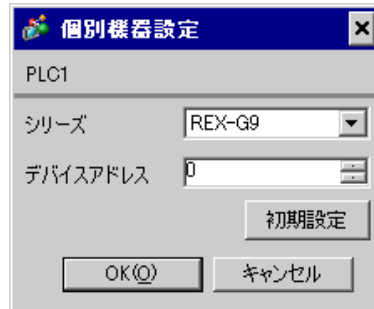 個別機器設定
PLC1
シリーズ REX-G9
デバイスアドレス 0
初期設定
OK(O) キャンセル